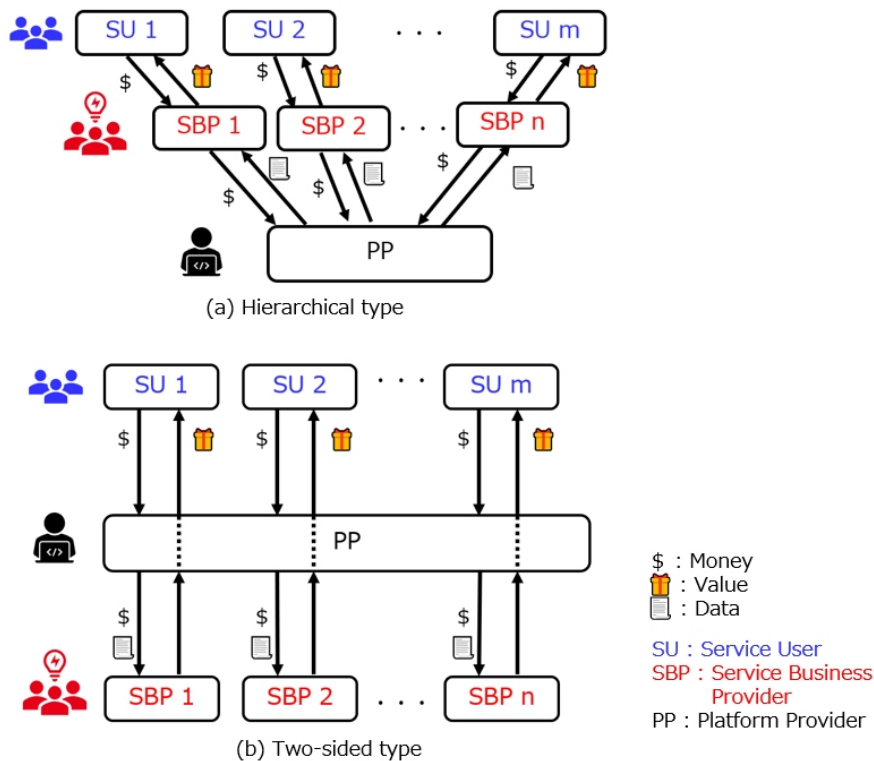 SU 1 SU 2 · · · SU m
$ $ $
SBP 1 SBP 2 · · · SBP n
$ $ $
PP
(a) Hierarchical type
SU 1 SU 2 · · · SU m
$ $ $
PP
$ $ $
SBP 1 SBP 2 · · · SBP n
(b) Two-sided type
$ : Money
: Value
: Data
SU : Service User
SBP : Service Business
Provider
PP : Platform Provider